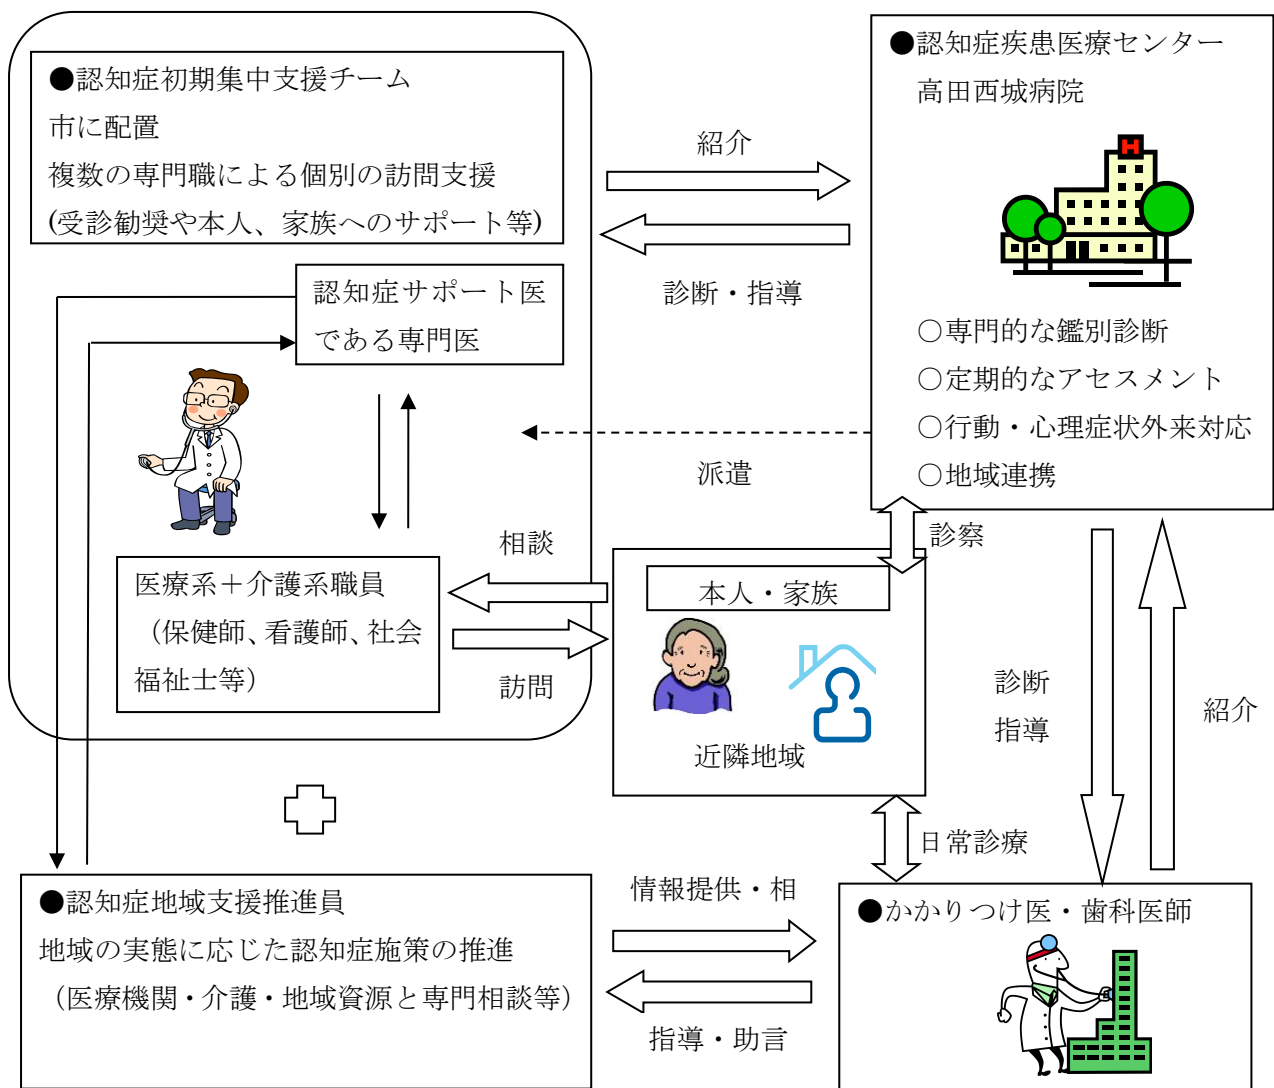 ●認知症初期集中支援チーム
市に配置
複数の専門職による個別の訪問支援
(受診勧奨や本人、家族へのサポート等)
紹介
診断・指導
●認知症疾患医療センター
高田西城病院
H
○専門的な鑑別診断
○定期的なアセスメント
○行動・心理症状外来対応
○地域連携
認知症サポート医
である専門医
派遣
診察
相談
訪問
医療系＋介護系職員
（保健師、看護師、社会
福祉士等）
本人・家族
近隣地域
診断
指導
紹介
日常診療
●認知症地域支援推進員
地域の実態に応じた認知症施策の推進
（医療機関・介護・地域資源と専門相談等）
情報提供・相
指導・助言
●かかりつけ医・歯科医師